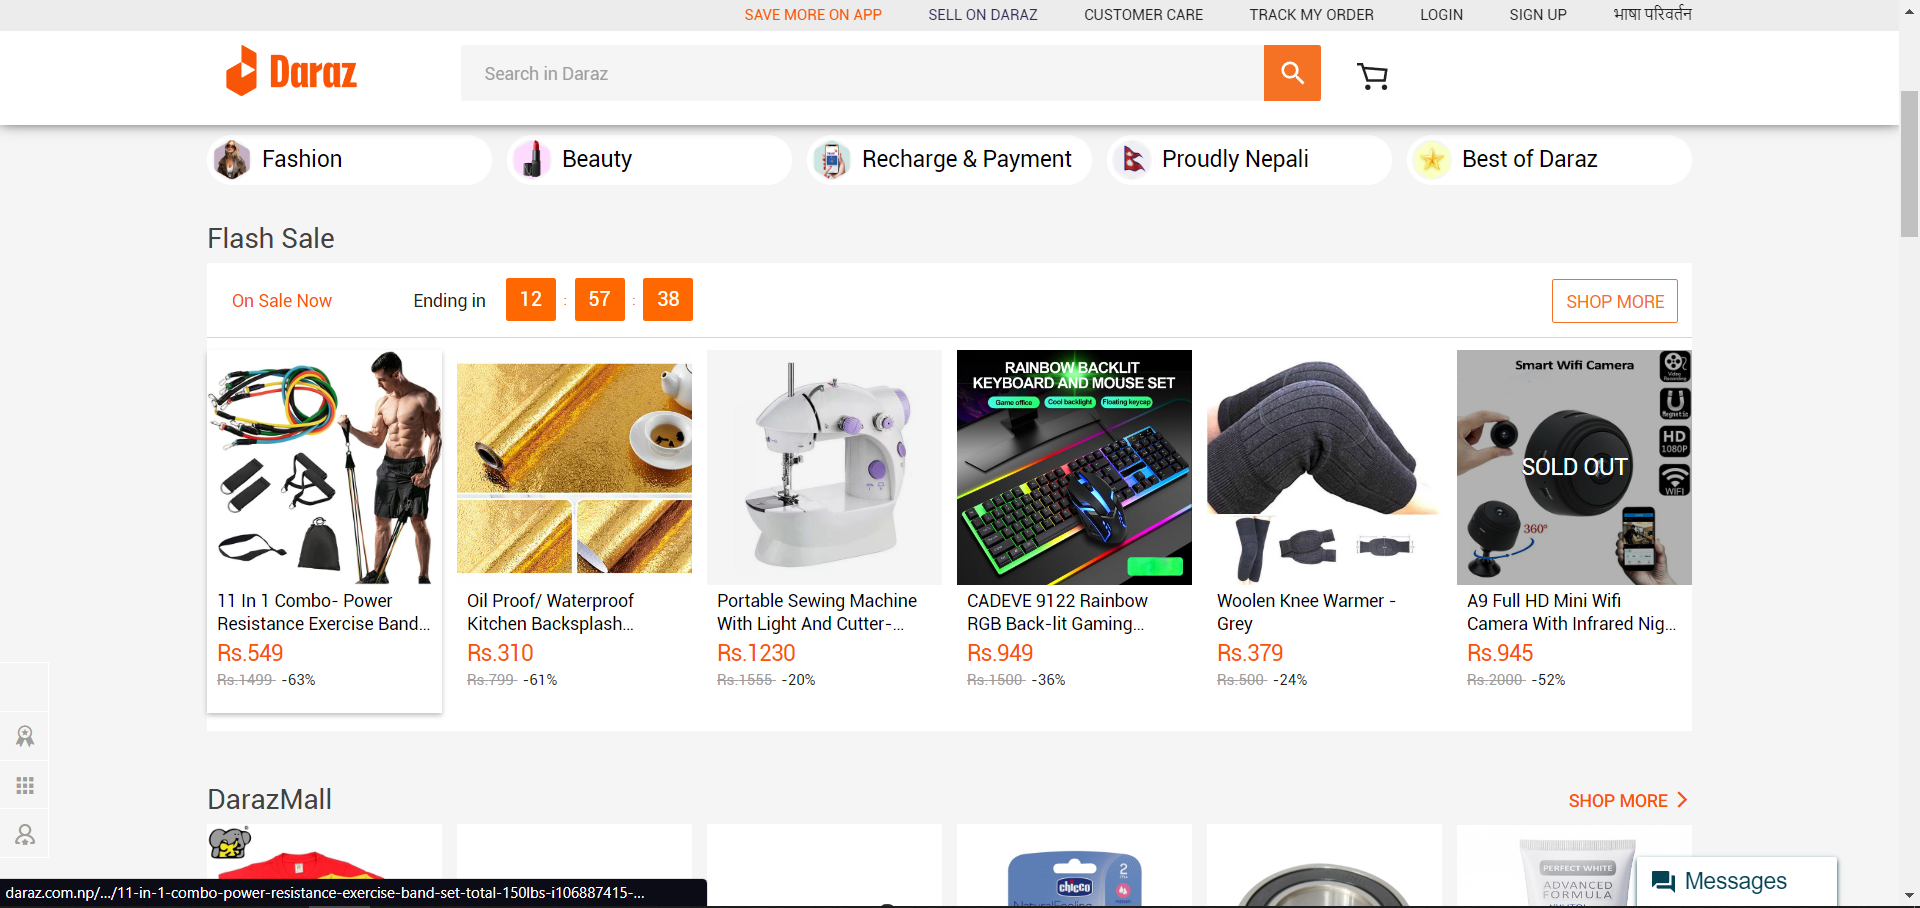 SAVE MORE ON APP
SELL ON DARAZ
CUSTOMER CARE
TRACK MY ORDER
LOGIN
SIGN UP
भाषा परिवर्तन
Daraz
Search in Daraz
Fashion
Beauty
Recharge & Payment
Proudly Nepali
Best of Daraz
Flash Sale
On Sale Now
Ending in
12 : 57 : 38
SHOP MORE
RAINBOW BACKLIT
KEYBOARD AND MOUSE SET
Game office
Cool backlight
Floating keycap
Smart Wifi Camera
Video
Recording
Magnetic
HD
1080P
WIFI
SOLD OUT
360°
11 In 1 Combo- Power
Resistance Exercise Band...
Rs.549
Rs.1499 -63%
Oil Proof/ Waterproof
Kitchen Backsplash...
Rs.310
Rs.799 -61%
Portable Sewing Machine
With Light And Cutter-...
Rs.1230
Rs.1555 -20%
CADEVE 9122 Rainbow
RGB Back-lit Gaming...
Rs.949
Rs.1500 -36%
Woolen Knee Warmer -
Grey
Rs.379
Rs.500 -24%
A9 Full HD Mini Wifi
Camera With Infrared Nig...
Rs.945
Rs.2000 -52%
DarazMall
SHOP MORE
chicco
2
NaturalFeeling
PERFECT WHITE
ADVANCED
FORMULA
Messages
daraz.com.np/.../11-in-1-combo-power-resistance-exercise-band-set-total-150lbs-i106887415-...